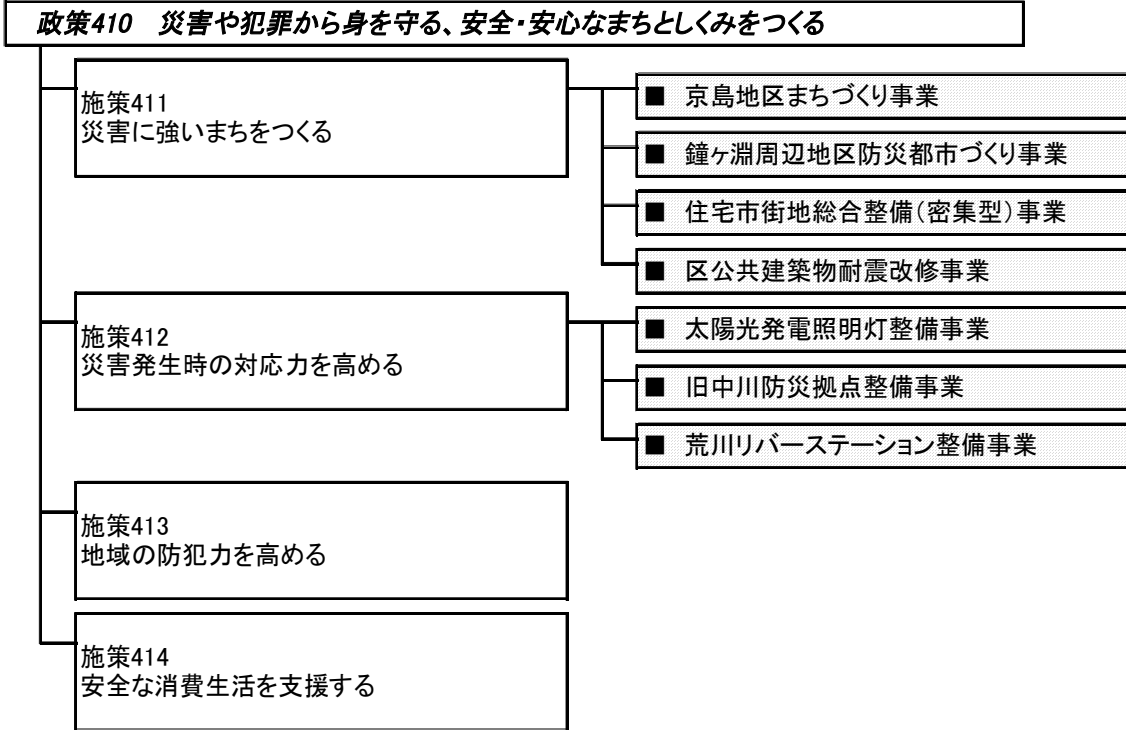 政策410　災害や犯罪から身を守る、安全・安心なまちとしくみをつくる
施策411
災害に強いまちをつくる
■　京島地区まちづくり事業
■　鐘ヶ淵周辺地区防災都市づくり事業
■　住宅市街地総合整備(密集型)事業
■　区公共建築物耐震改修事業
施策412
災害発生時の対応力を高める
■　太陽光発電照明灯整備事業
■　旧中川防災拠点整備事業
■　荒川リバーステーション整備事業
施策413
地域の防犯力を高める
施策414
安全な消費生活を支援する